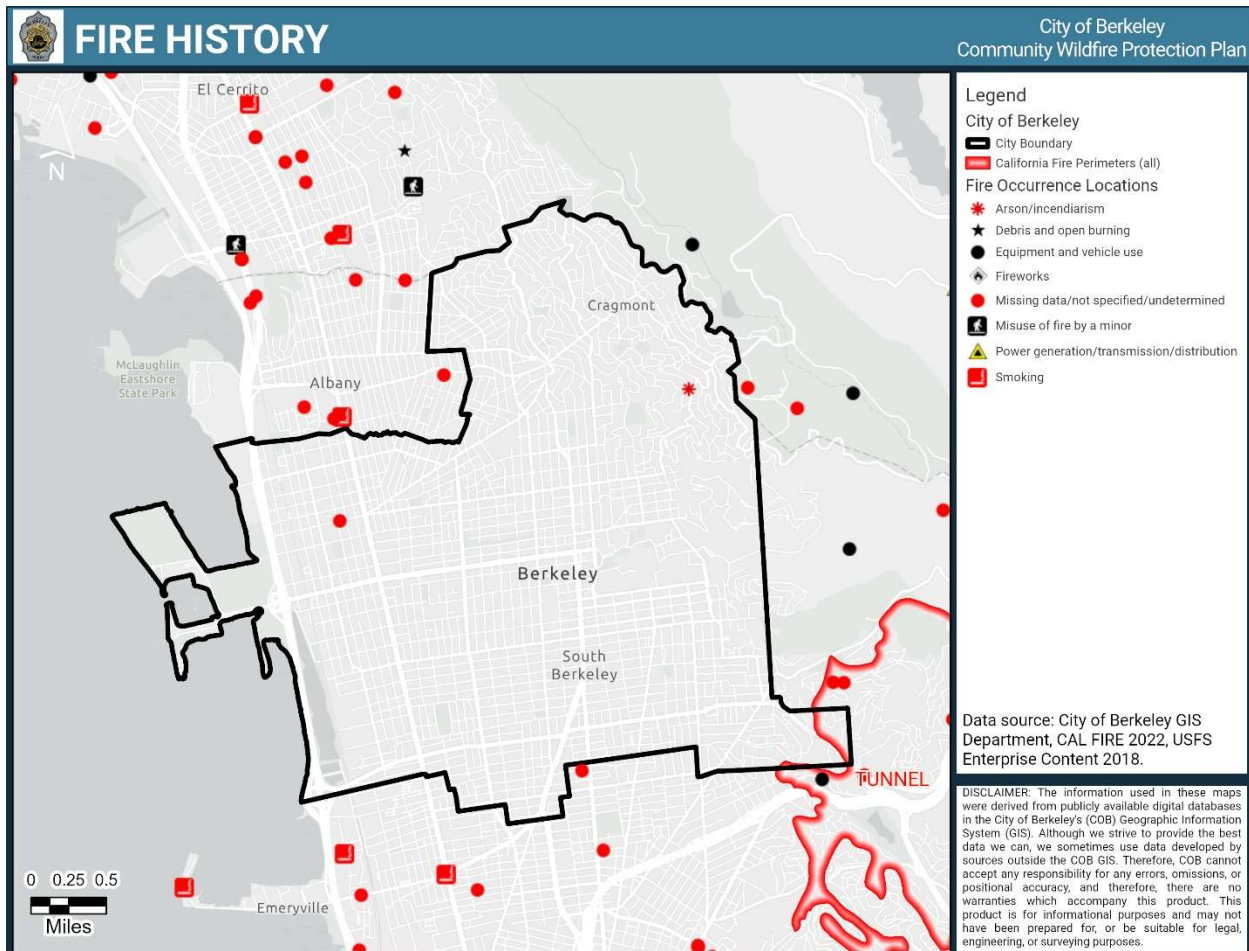 FIRE HISTORY
City of Berkeley
Community Wildfire Protection Plan
El Cerrito
N
Cragmont
McLaughlin
Eastshore
State Park
Albany
Berkeley
South
Berkeley
TUNNEL
Emeryville
0 0.25 0.5
Miles
Legend
City of Berkeley
City Boundary
California Fire Perimeters (all)
Fire Occurrence Locations
Arson/incendiarism
Debris and open burning
Equipment and vehicle use
Fireworks
Missing data/not specified/undetermined
Misuse of fire by a minor
Power generation/transmission/distribution
Smoking
Data source: City of Berkeley GIS
Department, CAL FIRE 2022, USFS
Enterprise Content 2018.
DISCLAIMER: The information used in these maps
were derived from publicly available digital databases
in the City of Berkeley's (COB) Geographic Information
System (GIS). Although we strive to provide the best
data we can, we sometimes use data developed by
sources outside the COB GIS. Therefore, COB cannot
accept any responsibility for any errors, omissions, or
positional accuracy, and therefore, there are no
warranties which accompany this product. This
product is for informational purposes and may not
have been prepared for, or be suitable for legal,
engineering, or surveying purposes.